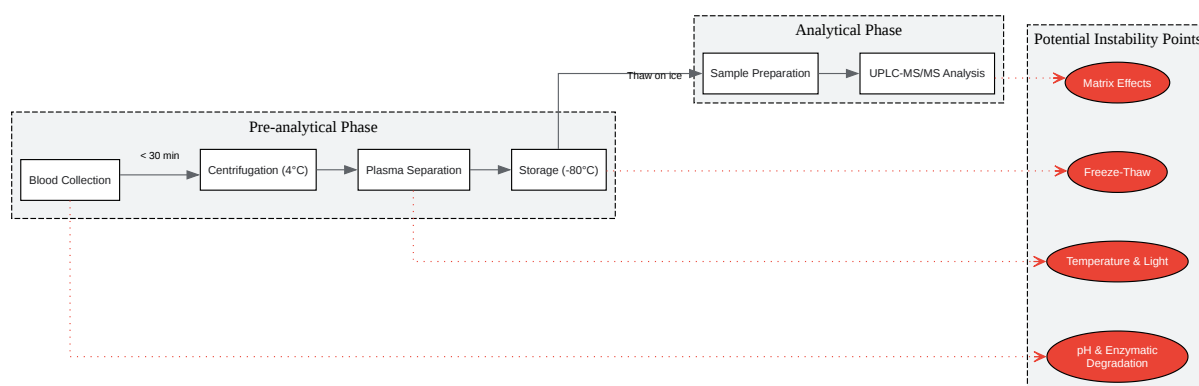 Analytical Phase
Potential Instability Points
Thaw on ice
Sample Preparation
UPLC-MS/MS Analysis
Matrix Effects
Pre-analytical Phase
< 30 min
Blood Collection
Centrifugation (4°C)
Plasma Separation
Storage (-80°C)
Freeze-Thaw
Temperature & Light
pH & Enzymatic
Degradation